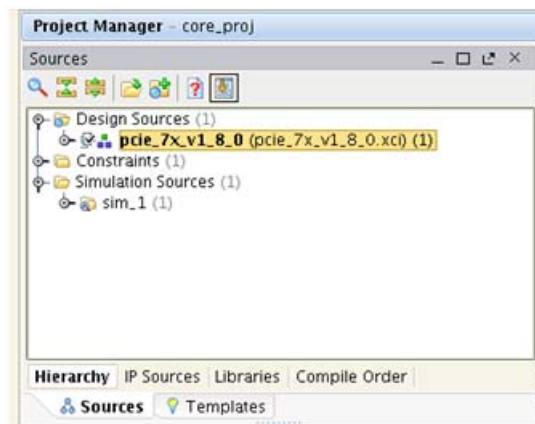 Project Manager - core_proj
Sources
Design Sources (1)
pcie_7x_v1_8_0 (pcie_7x_v1_8_0.xci) (1)
Constraints (1)
Simulation Sources (1)
sim_1 (1)
Hierarchy IP Sources Libraries Compile Order
Sources Templates